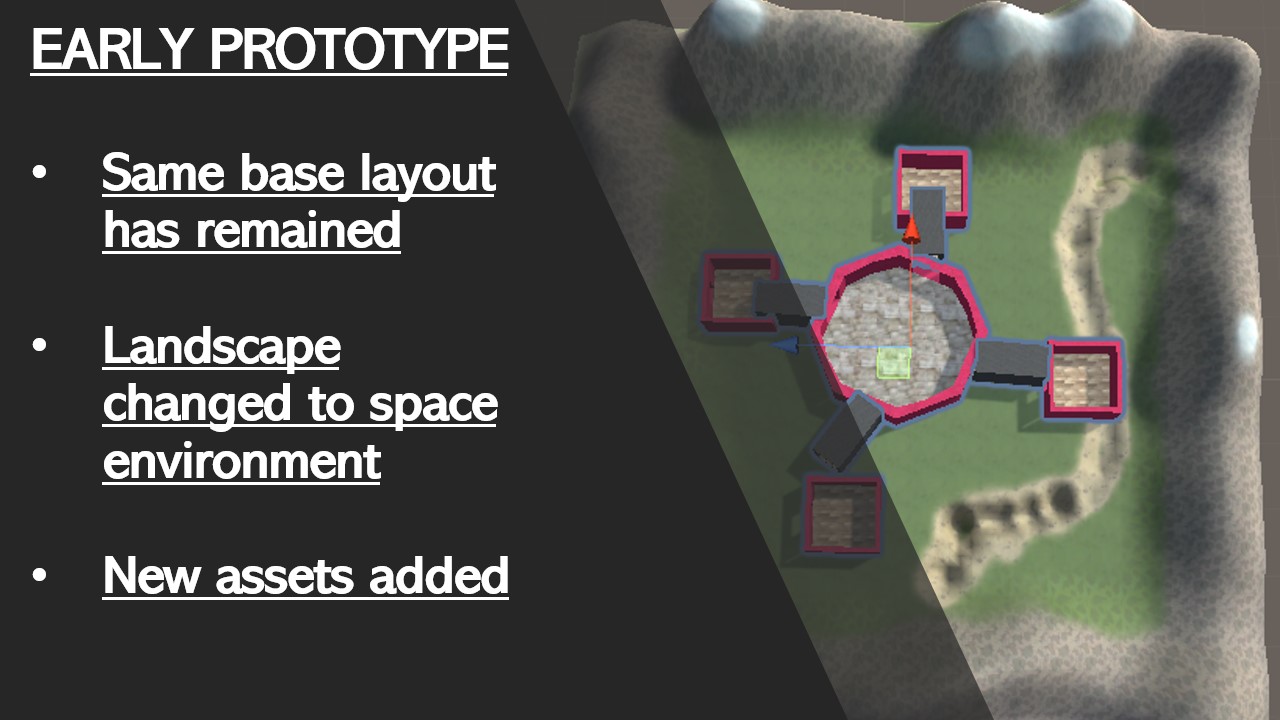 EARLY PROTOTYPE
• Same base layout
has remained
• Landscape
changed to space
environment
• New assets added